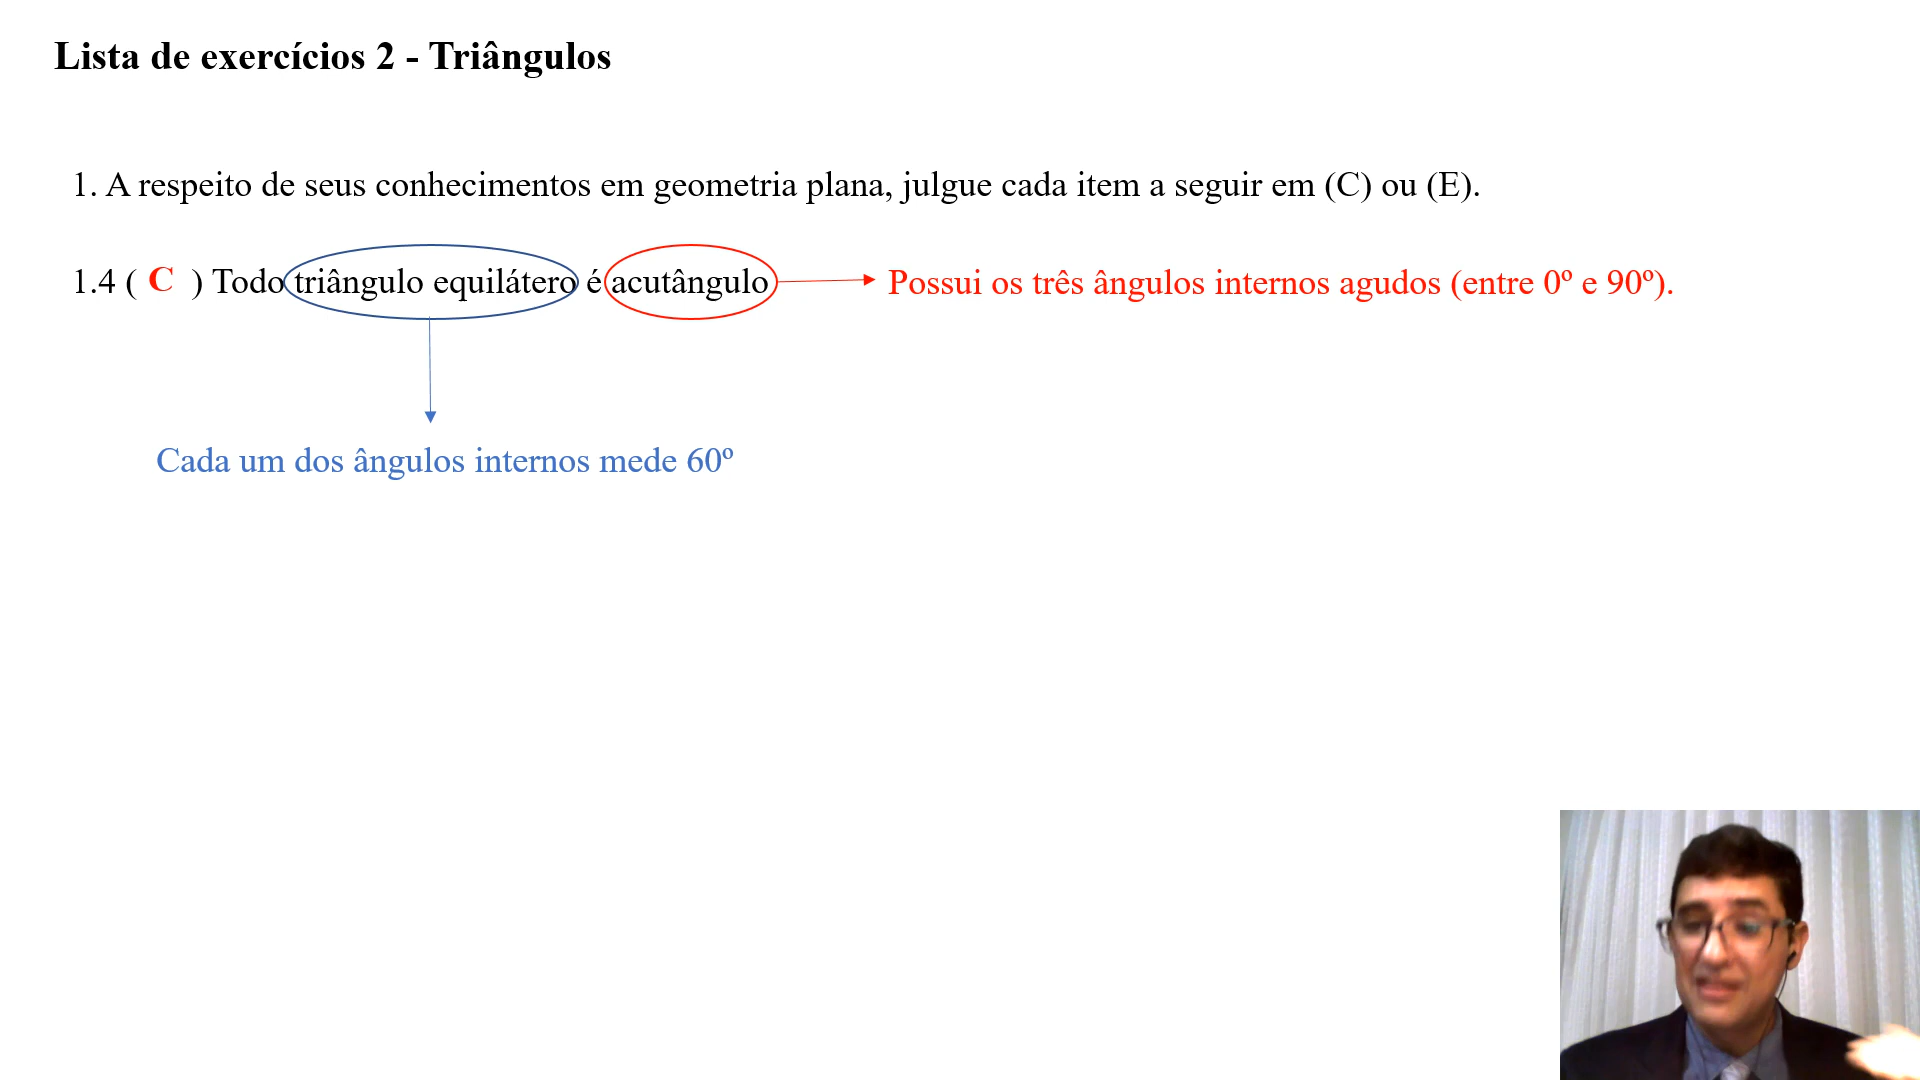 Lista de exercícios 2 - Triângulos
1. A respeito de seus conhecimentos em geometria plana, julgue cada item a seguir em (C) ou (E).
1.4 ( C ) Todo triângulo equilátero é acutângulo Possui os três ângulos internos agudos (entre 0º e 90º).
Cada um dos ângulos internos mede 60º